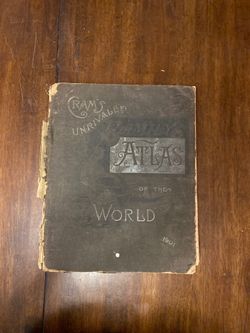 CRAM'S
UNRIVALED
ATLAS
OF THE
WORLD
1901